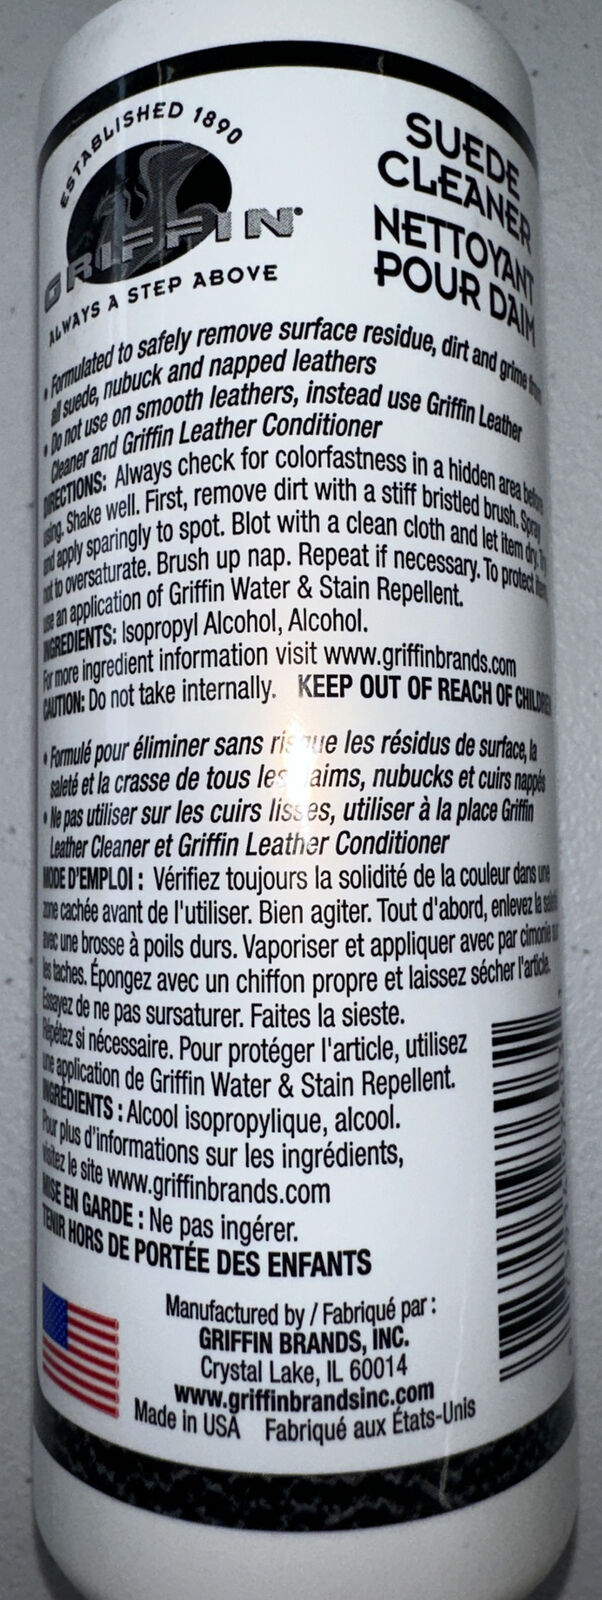 ESTABLISHED 1890
GRIFFIN
ALWAYS A STEP ABOVE
SUEDE
CLEANER
NETTOYANT
POUR DAIM
• Formulated to safely remove surface residue, dirt and grime from
all suede, nubuck and napped leathers
• Do not use on smooth leathers, instead use Griffin Leather
Cleaner and Griffin Leather Conditioner
DIRECTIONS: Always check for colorfastness in a hidden area before
using. Shake well. First, remove dirt with a stiff bristled brush. Spray
and apply sparingly to spot. Blot with a clean cloth and let item dry. Try
not to oversaturate. Brush up nap. Repeat if necessary. To protect item,
use an application of Griffin Water & Stain Repellent.
INGREDIENTS: Isopropyl Alcohol, Alcohol.
For more ingredient information visit www.griffinbrands.com
CAUTION: Do not take internally. KEEP OUT OF REACH OF CHILDREN
• Formulé pour éliminer sans risque les résidus de surface, la
saleté et la crasse de tous les daims, nubucks et cuirs nappés
• Ne pas utiliser sur les cuirs lisses, utiliser à la place Griffin
Leather Cleaner et Griffin Leather Conditioner
MODE D'EMPLOI : Vérifiez toujours la solidité de la couleur dans une
zone cachée avant de l'utiliser. Bien agiter. Tout d'abord, enlevez la saleté
avec une brosse à poils durs. Vaporiser et appliquer avec par cimonie sur
les taches. Épongez avec un chiffon propre et laissez sécher l'article.
Essayez de ne pas sursaturer. Faites la sieste.
Répétez si nécessaire. Pour protéger l'article, utilisez
une application de Griffin Water & Stain Repellent.
INGRÉDIENTS : Alcool isopropylique, alcool.
Pour plus d'informations sur les ingrédients,
visitez le site www.griffinbrands.com
MISE EN GARDE : Ne pas ingérer.
TENIR HORS DE PORTÉE DES ENFANTS
Manufactured by / Fabriqué par :
GRIFFIN BRANDS, INC.
Crystal Lake, IL 60014
www.griffinbrandsinc.com
Made in USA Fabriqué aux États-Unis